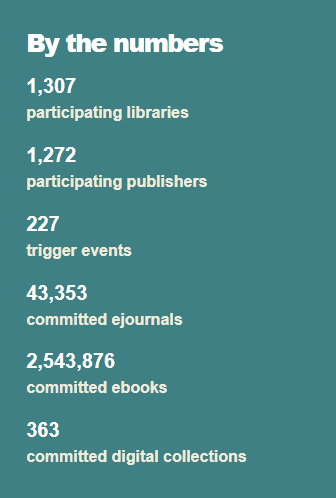 By the numbers
1,307
participating libraries
1,272
participating publishers
227
trigger events
43,353
committed ejournals
2,543,876
committed ebooks
363
committed digital collections